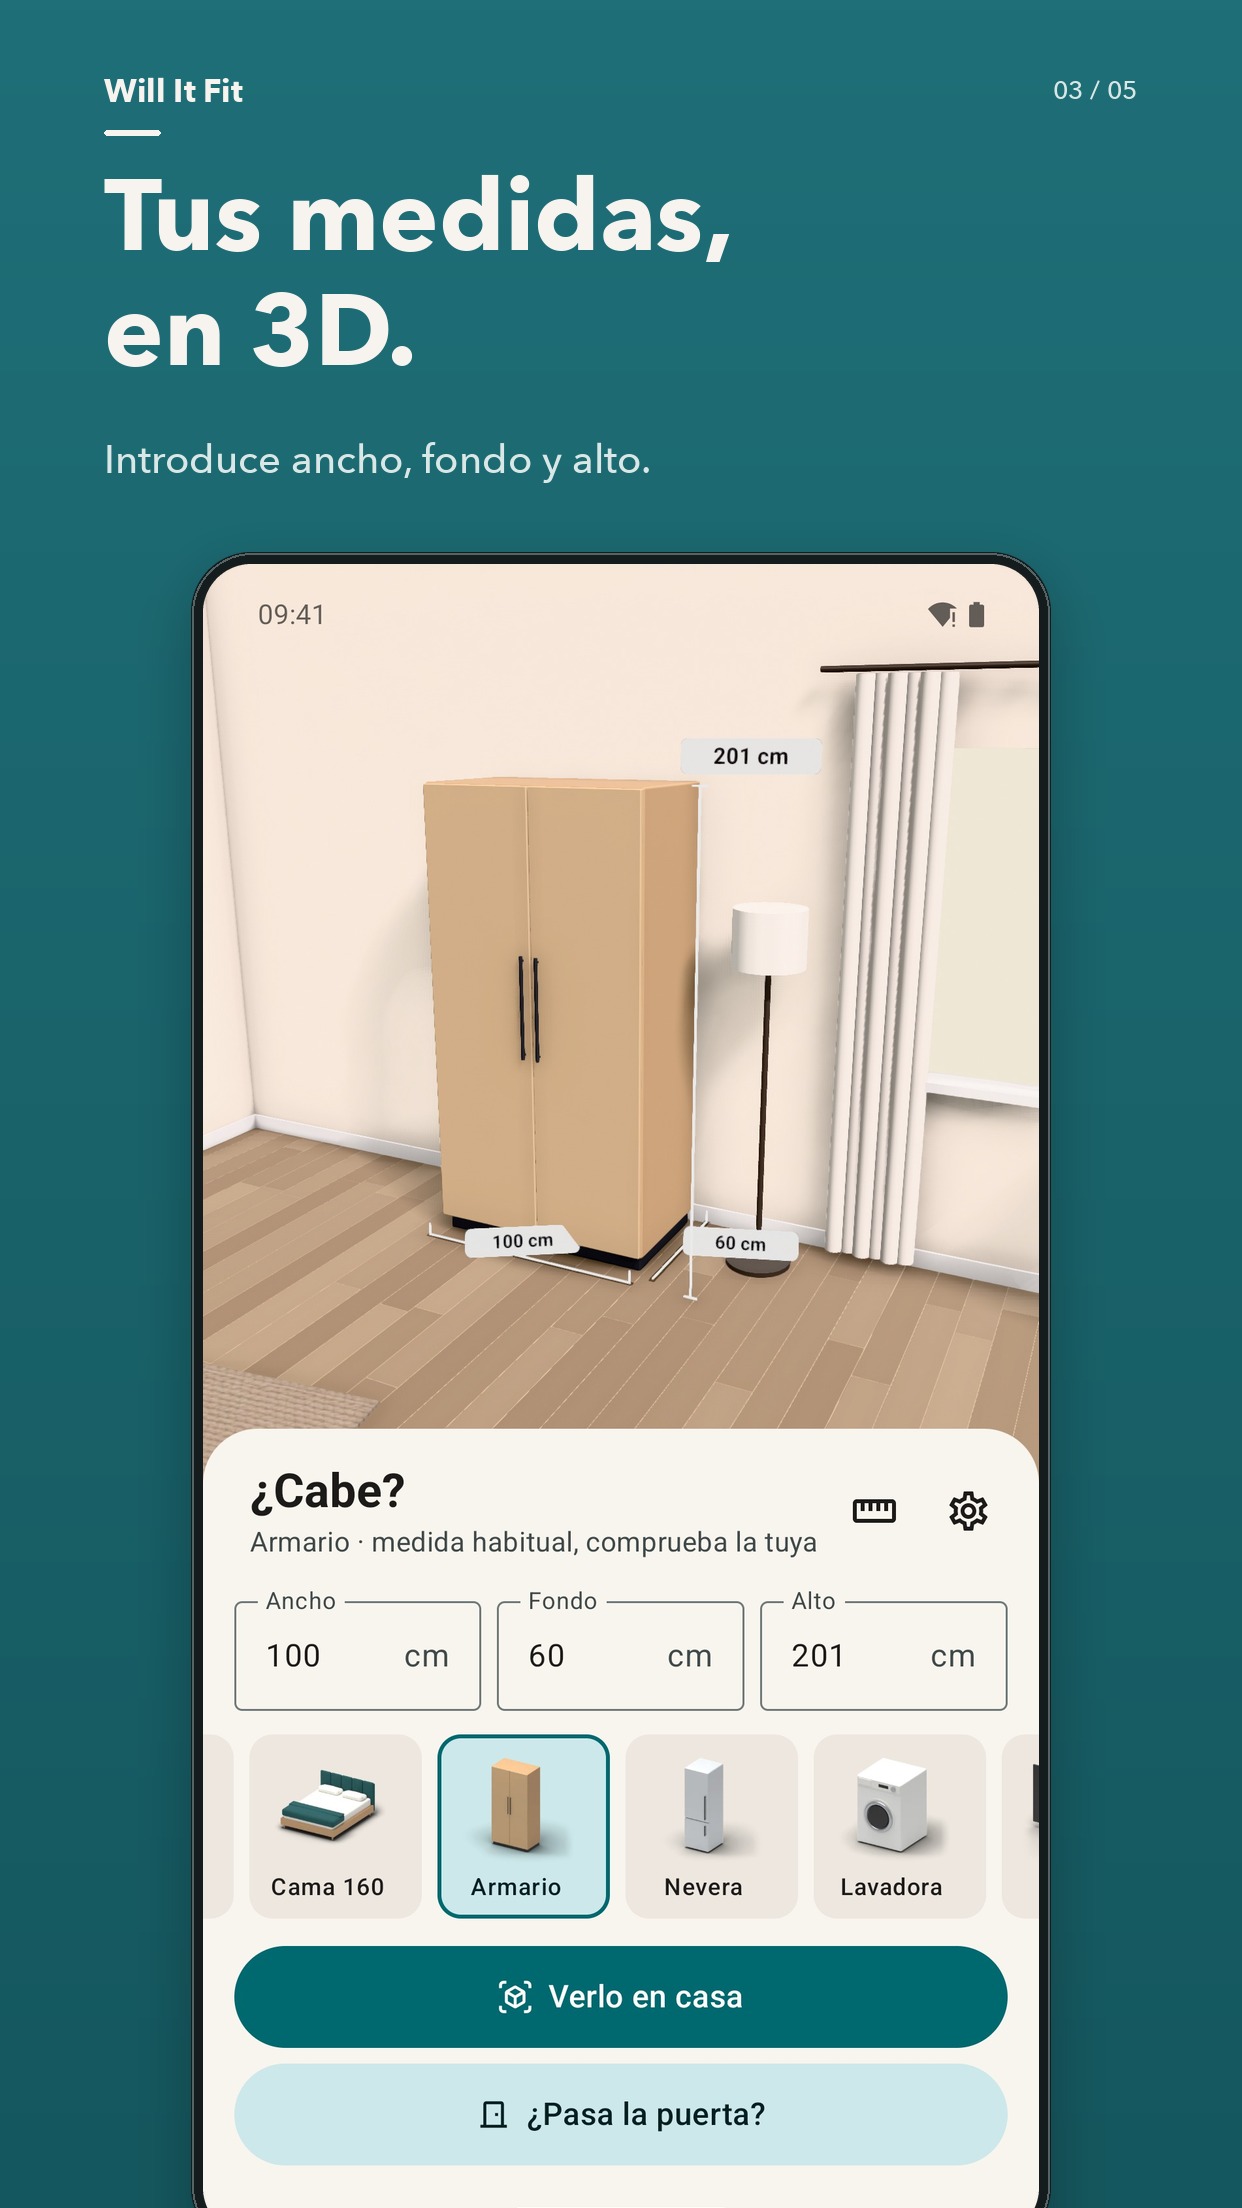 Will It Fit
03 / 05
Tus medidas,
en 3D.
Introduce ancho, fondo y alto.
09:41
201 cm
100 cm
60 cm
¿Cabe?
Armario · medida habitual, comprueba la tuya
Ancho
Fondo
Alto
100 cm
60 cm
201 cm
Cama 160
Armario
Nevera
Lavadora
Verlo en casa
¿Pasa la puerta?